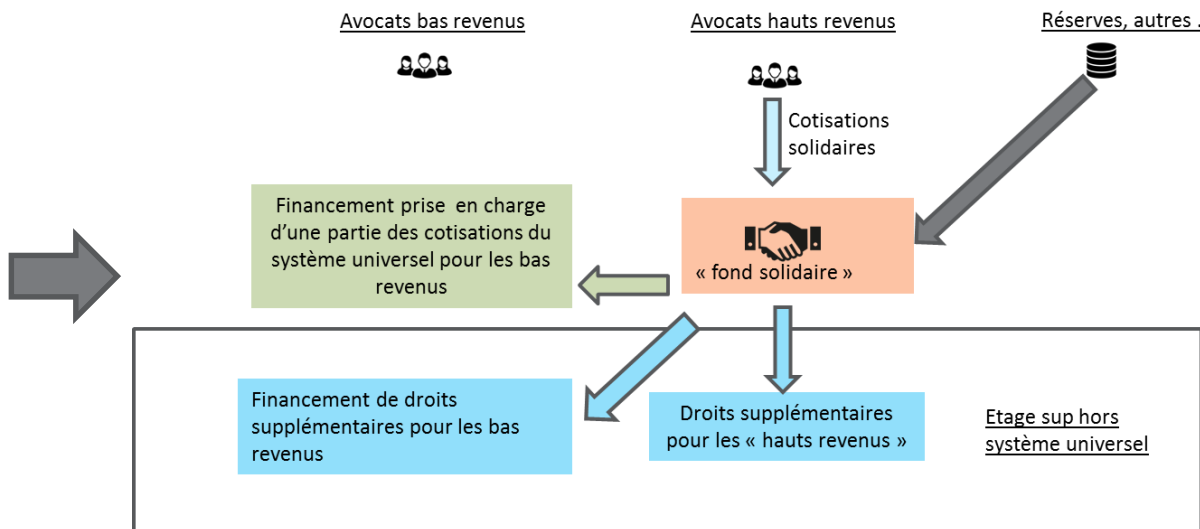 Avocats bas revenus
Avocats hauts revenus
Réserves, autres .
Cotisations
solidaires
Financement prise en charge
d’une partie des cotisations du
système universel pour les bas
revenus
« fond solidaire »
Financement de droits
supplémentaires pour les bas
revenus
Droits supplémentaires
pour les « hauts revenus »
Etage sup hors
système universel